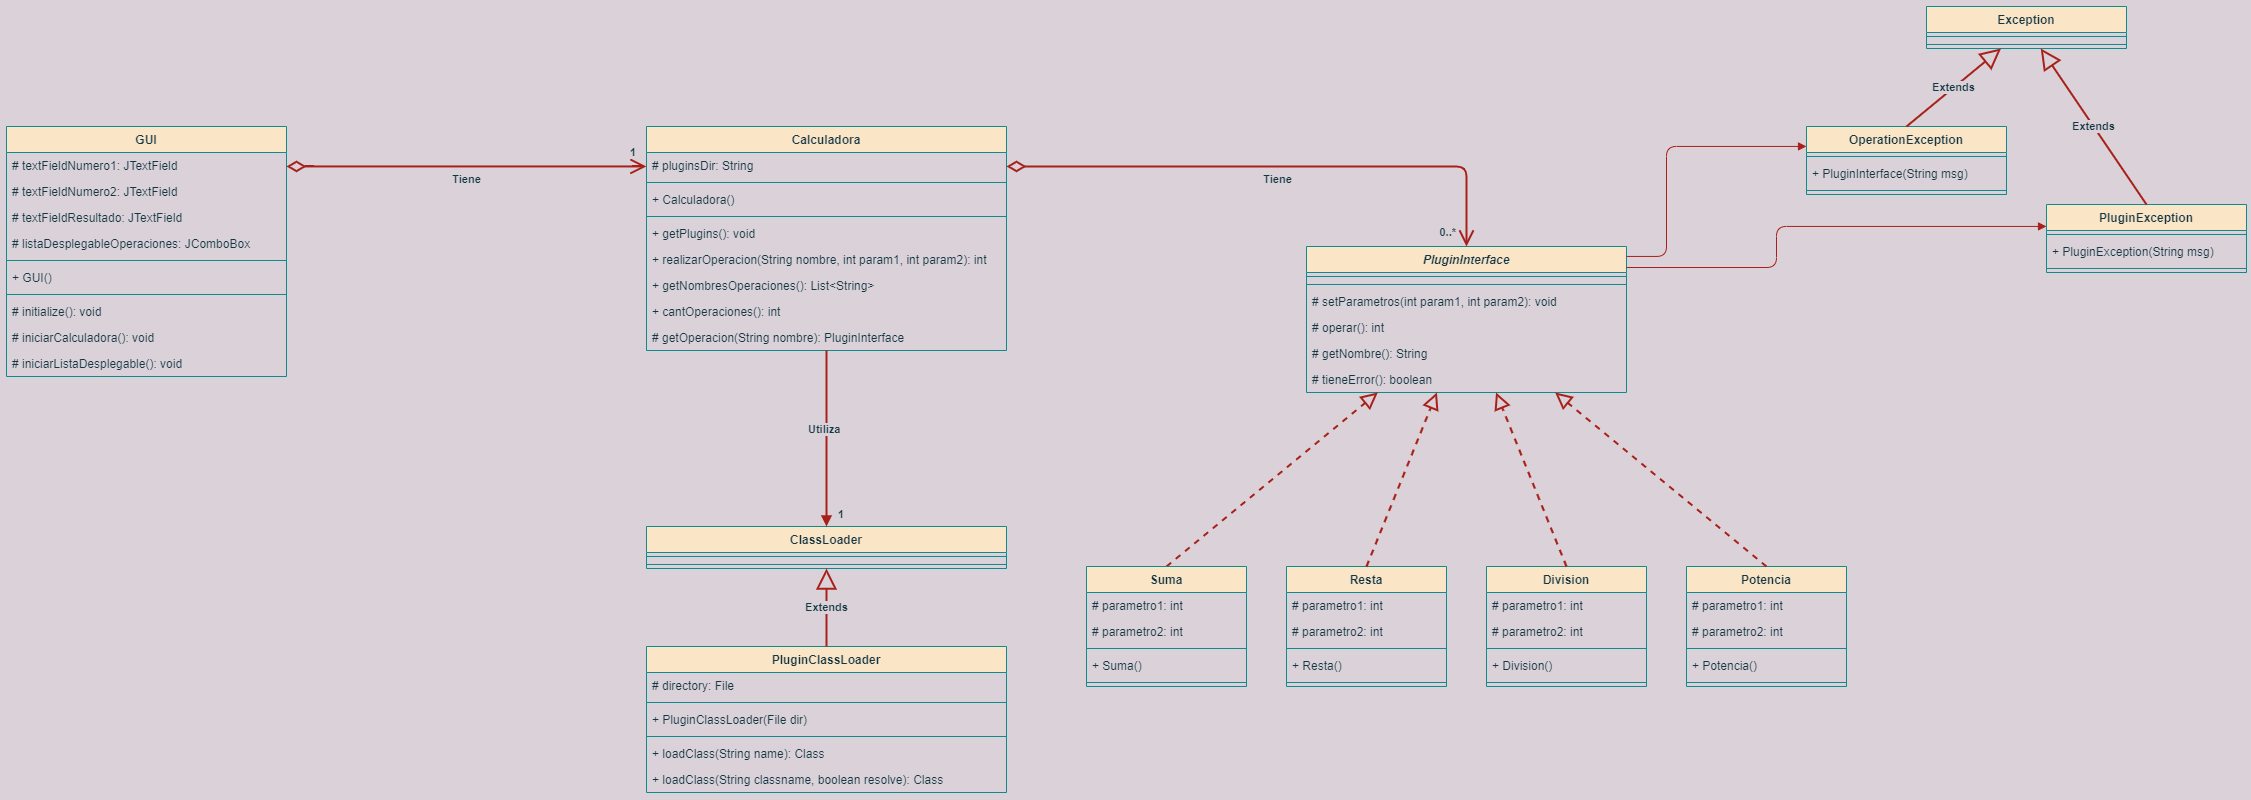 Exception
Extends
Extends
GUI
# textFieldNumero1: JTextField
# textFieldNumero2: JTextField
# textFieldResultado: JTextField
# listaDesplegableOperaciones: JComboBox
+ GUI()
# initialize(): void
# iniciarCalculadora(): void
# iniciarListaDesplegable(): void
1
Tiene
Calculadora
# pluginsDir: String
+ Calculadora()
+ getPlugins(): void
+ realizarOperacion(String nombre, int param1, int param2): int
+ getNombresOperaciones(): List<String>
+ cantOperaciones(): int
# getOperacion(String nombre): PluginInterface
Tiene
0..*
OperationException
+ PluginInterface(String msg)
PluginException
+ PluginException(String msg)
PluginInterface
# setParametros(int param1, int param2): void
# operar(): int
# getNombre(): String
# tieneError(): boolean
Utiliza
1
ClassLoader
Extends
PluginClassLoader
# directory: File
+ PluginClassLoader(File dir)
+ loadClass(String name): Class
+ loadClass(String classname, boolean resolve): Class
Suma
# parametro1: int
# parametro2: int
+ Suma()
Resta
# parametro1: int
# parametro2: int
+ Resta()
Division
# parametro1: int
# parametro2: int
+ Division()
Potencia
# parametro1: int
# parametro2: int
+ Potencia()